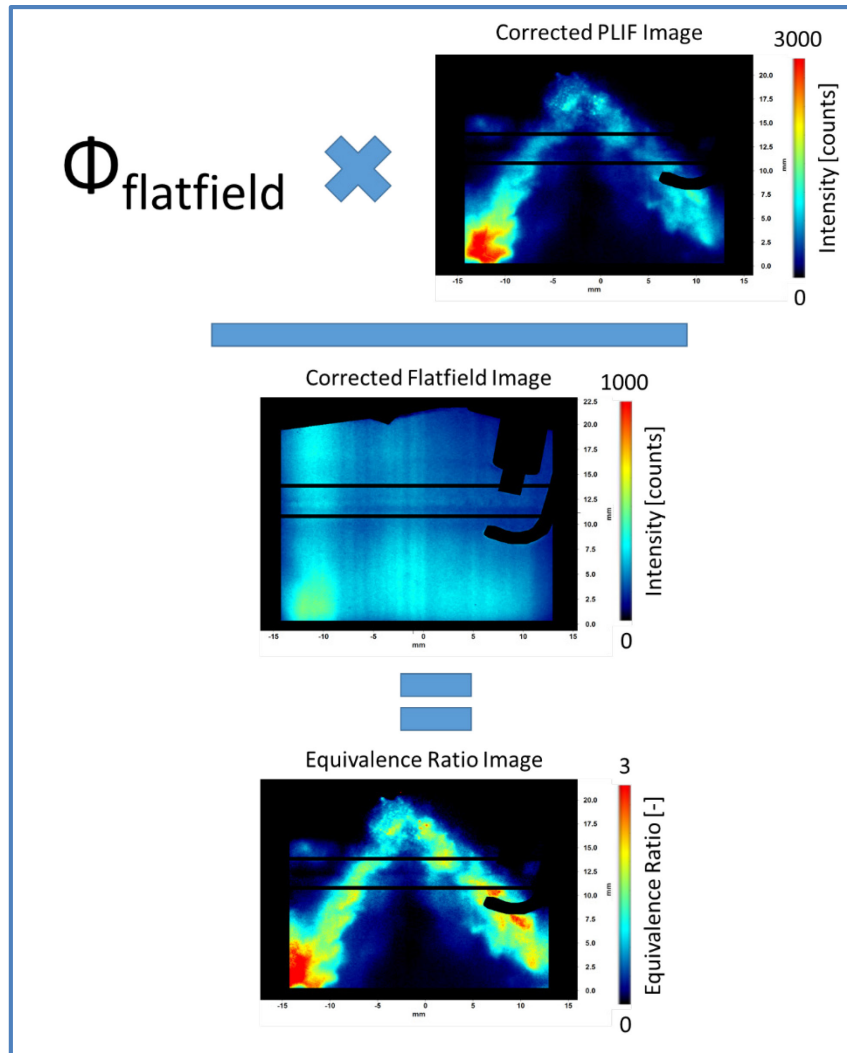 Corrected PLIF Image
3000
Φflatfield
20.0
17.5
15.0
12.5
10.0
7.5
5.0
2.5
0.0
mm
Intensity [counts]
0
-15 -10 -5 0 5 10 15
mm
Corrected Flatfield Image
1000
22.5
20.0
17.5
15.0
12.5
10.0
7.5
5.0
2.5
0.0
mm
Intensity [counts]
0
-15 -10 -5 0 5 10 15
mm
Equivalence Ratio Image
3
20.0
17.5
15.0
12.5
10.0
7.5
5.0
2.5
0.0
mm
Equivalence Ratio [-]
0
-15 -10 -5 0 5 10 15
mm